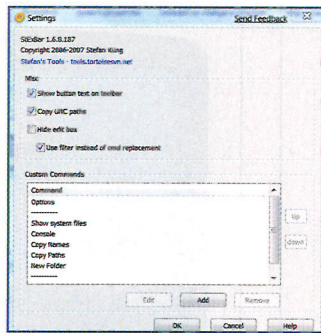 Settings
Send Feedback
StExBar 1.6.0.187
Copyright 2006-2007 Stefan Küng
Stefan's Tools - tools.tortoisesvn.net
Misc
Show button text on toolbar
Copy UNC paths
Hide edit box
Use filter instead of cmd replacement
Custom Commands
Command
Options
----------
Show system files
Console
Copy Names
Copy Paths
New Folder
----------
Up
down
Edit
Add
Remove
OK
Cancel
Help